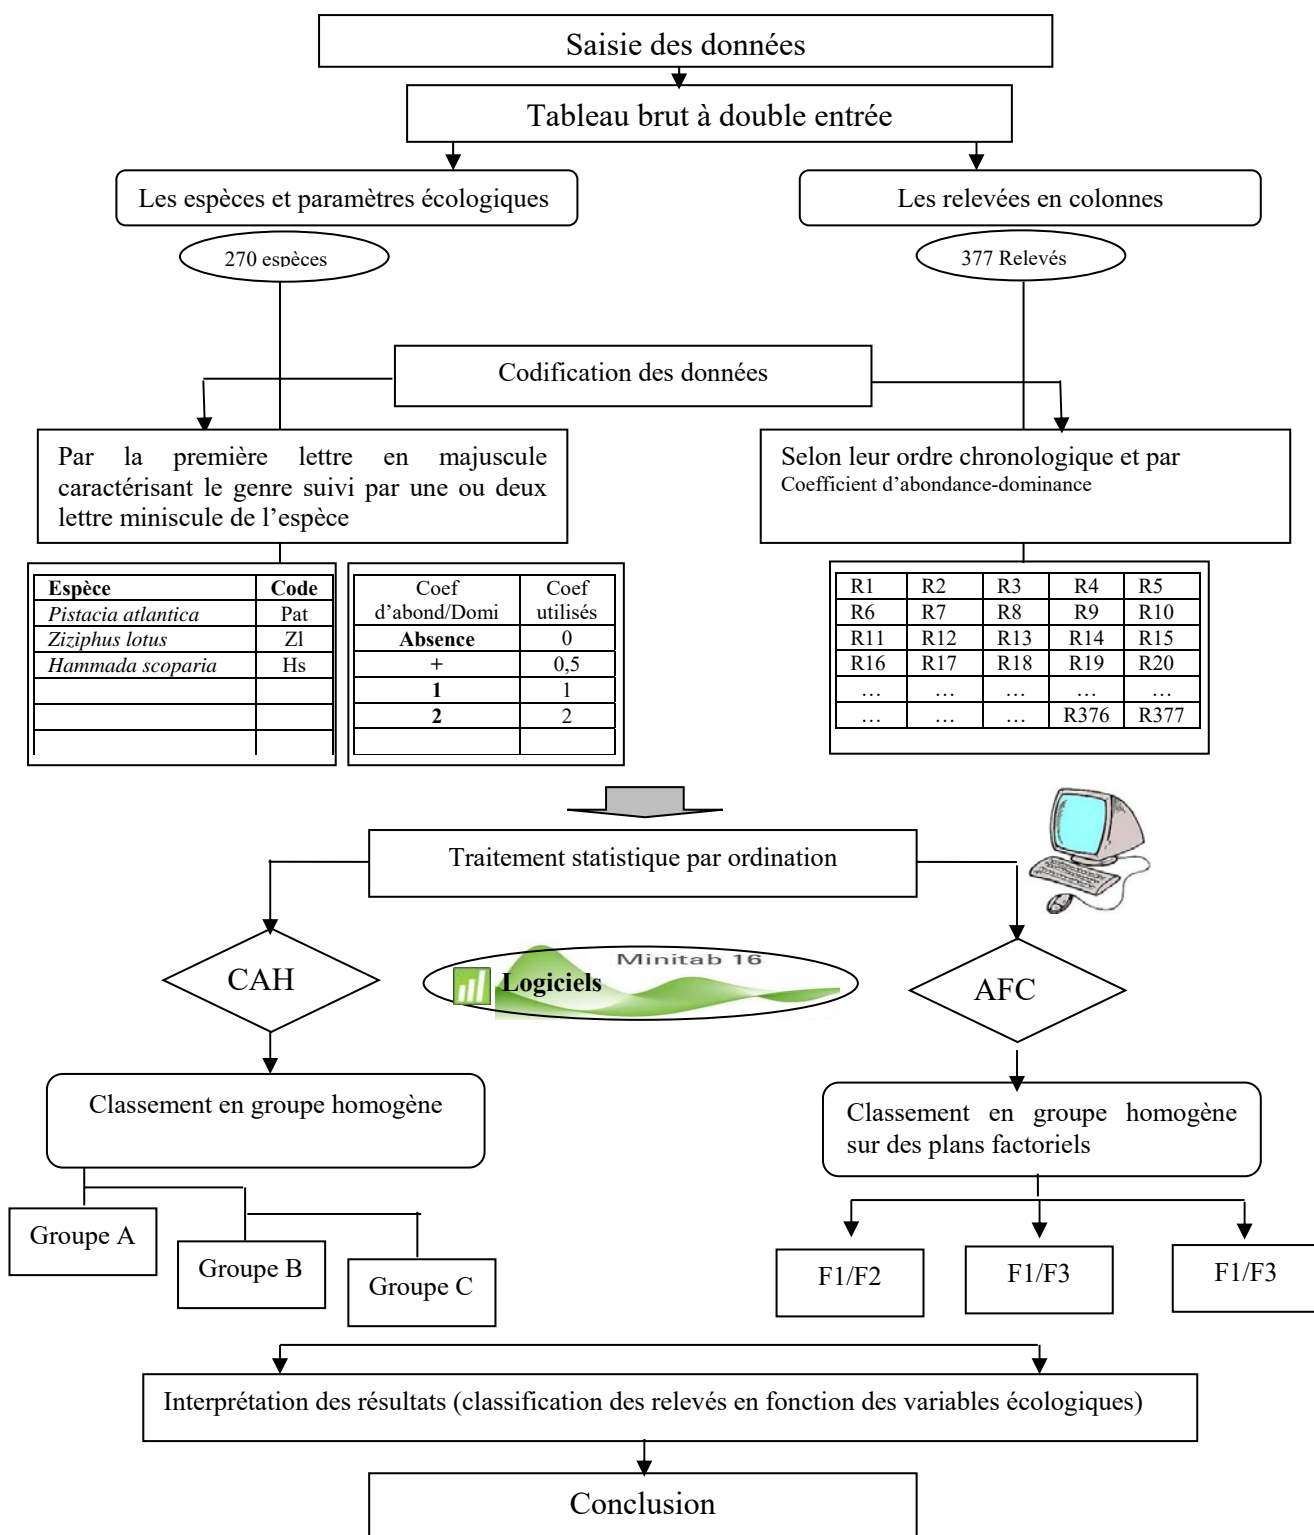 Saisie des données
Tableau brut à double entrée
Les espèces et paramètres écologiques
Les relevées en colonnes
270 espèces
377 Relevés
Codification des données
Par la première lettre en majuscule
caractérisant le genre suivi par une ou deux
lettre miniscule de l’espèce
Selon leur ordre chronologique et par
Coefficient d’abondance-dominance
Espèce Code
Pistacia atlantica Pat
Ziziphus lotus Zl
Hammada scoparia Hs
Coef Coef
d’abond/Domi utilisés
Absence 0
+ 0,5
1 1
2 2
R1 R2 R3 R4 R5
R6 R7 R8 R9 R10
R11 R12 R13 R14 R15
R16 R17 R18 R19 R20
… … … … …
… … … R376 R377
Traitement statistique par ordination
CAH
Minitab 16
Logiciels
AFC
Classement en groupe homogène
Classement en groupe homogène
sur des plans factoriels
Groupe A
Groupe B
Groupe C
F1/F2
F1/F3
F1/F3
Interprétation des résultats (classification des relevés en fonction des variables écologiques)
Conclusion